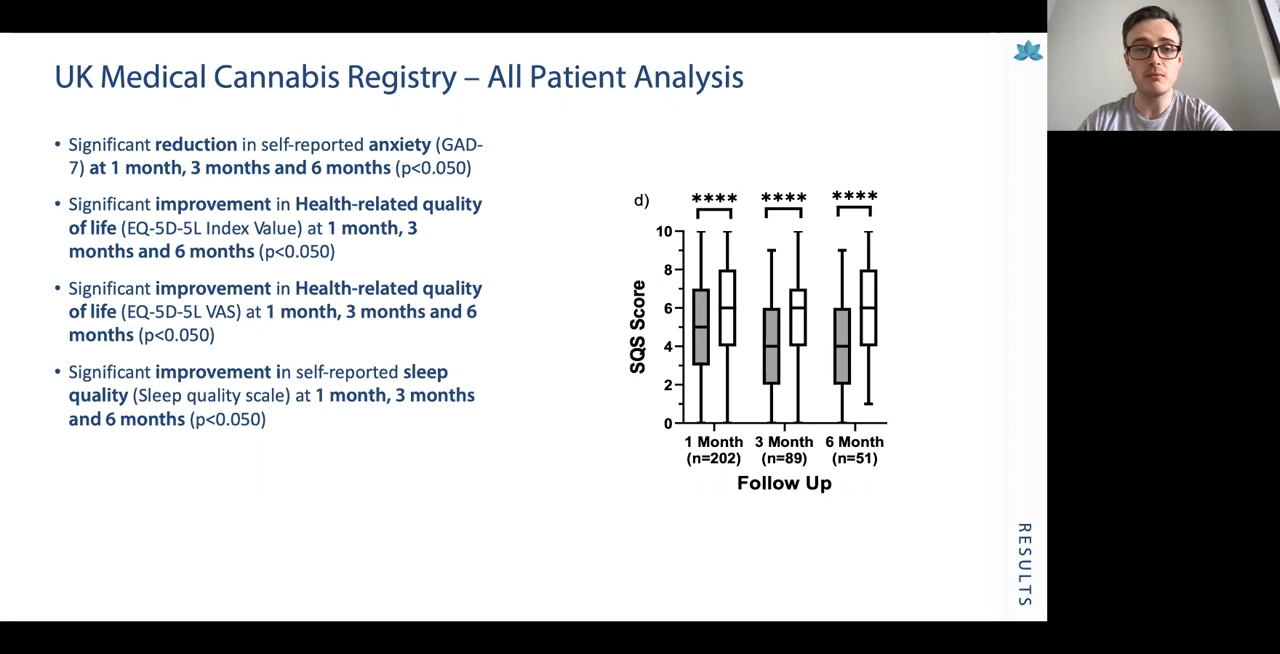 UK Medical Cannabis Registry – All Patient Analysis
• Significant reduction in self-reported anxiety (GAD-
7) at 1 month, 3 months and 6 months (p<0.050)
• Significant improvement in Health-related quality
of life (EQ-5D-5L Index Value) at 1 month, 3
months and 6 months (p<0.050)
• Significant improvement in Health-related quality
of life (EQ-5D-5L VAS) at 1 month, 3 months and 6
months (p<0.050)
• Significant improvement in self-reported sleep
quality (Sleep quality scale) at 1 month, 3 months
and 6 months (p<0.050)
d)
**** **** ****
10
8
6
4
2
0
SQS Score
1 Month 3 Month 6 Month
(n=202) (n=89) (n=51)
Follow Up
RESULTS